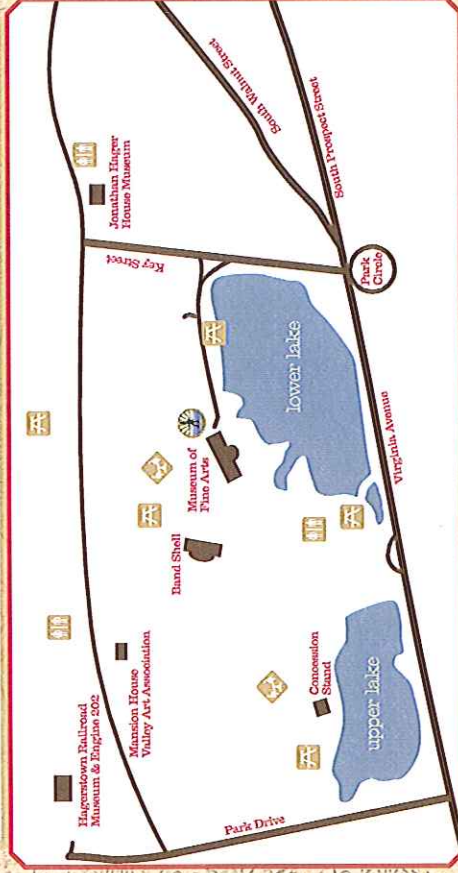 South Walnut Street
South Prospect Street
Jonathan Hager
House Museum
Key Street
Park
Circle
lower lake
Virginia Avenue
Museum of
Fine Arts
Band Shell
Mansion House
Valley Art Association
Hagerstown Railroad
Museum & Engine 202
Concession
Stand
upper lake
Park Drive